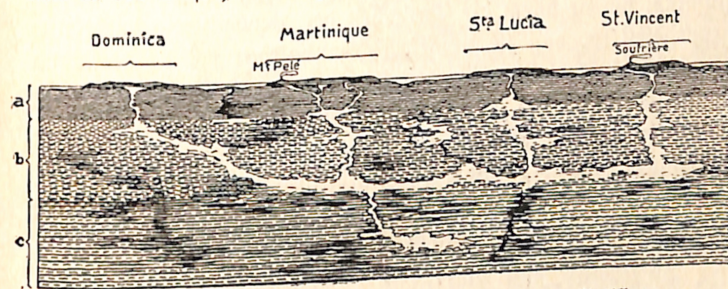 Dominica
Martinique
Sta Lucia
St. Vincent
Mt Pelé
Soufrière
a
b
c